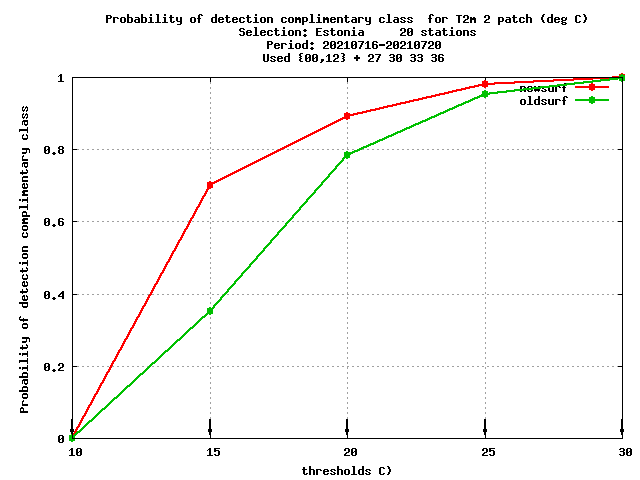 Probability of detection complimentary class  for T2m 2 patch (deg C)
Selection: Estonia     20 stations
Period: 20210716-20210720
Used {00,12} + 27 30 33 36
Probability of detection complimentary class
1
0.8
0.6
0.4
0.2
0
10 15 20 25 30
thresholds C)
newsurf
oldsurf